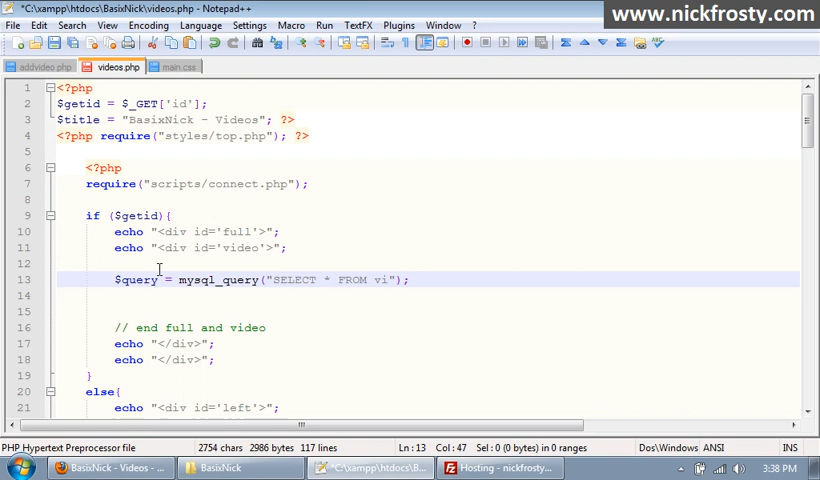 *C:\xampp\htdocs\BasixNick\videos.php - Notepad++
www.nickfrosty.com
File Edit Search View Encoding Language Settings Macro Run TextFX Plugins Window ?
addvideo.php videos.php main.css
1 <?php
2 $getid = $_GET['id'];
3 $title = "BasixNick - Videos"; ?>
4 <?php require("styles/top.php"); ?>
5
6 <?php
7 require("scripts/connect.php");
8
9 if ($getid){
10 echo "<div id='full'>";
11 echo "<div id='video'>";
12
13 $query = mysql_query("SELECT * FROM vi");
14
15
16 // end full and video
17 echo "</div>";
18 echo "</div>";
19 }
20 else{
21 echo "<div id='left'>";
PHP Hypertext Preprocessor file 2754 chars 2986 bytes 117 lines Ln : 13 Col : 47 Sel : 0 (0 bytes) in 0 ranges Dos\Windows ANSI INS
BasixNick - Videos - ... BasixNick *C:\xampp\htdocs\B... Hosting - nickfrosty... 3:38 PM